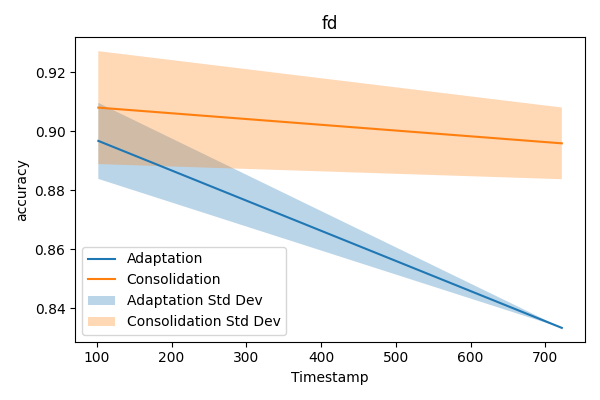 fd
accuracy
0.92
0.90
0.88
0.86
0.84
Adaptation
Consolidation
Adaptation Std Dev
Consolidation Std Dev
100 200 300 400 500 600 700
Timestamp